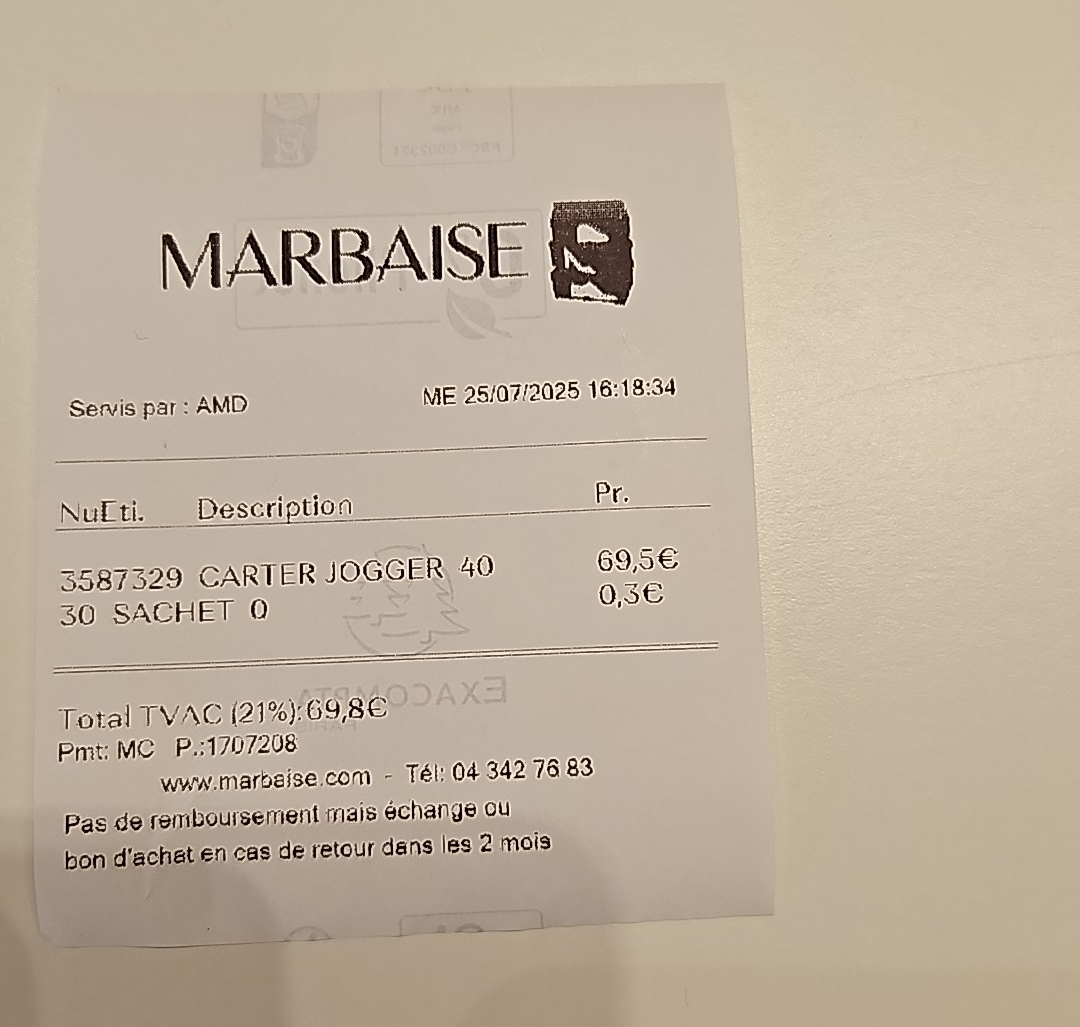 MARBAISE
Servis par : AMD ME 25/07/2025 16:18:34
NuEti. Description Pr.
3587329 CARTER JOGGER 40 69,5€
30 SACHET 0 0,3€
Total TVAC (21%):69,8€
Pmt: MC P.:1707208
www.marbaise.com - Tél: 04 342 76 83
Pas de remboursement mais échange ou
bon d'achat en cas de retour dans les 2 mois
EXACOMPTA